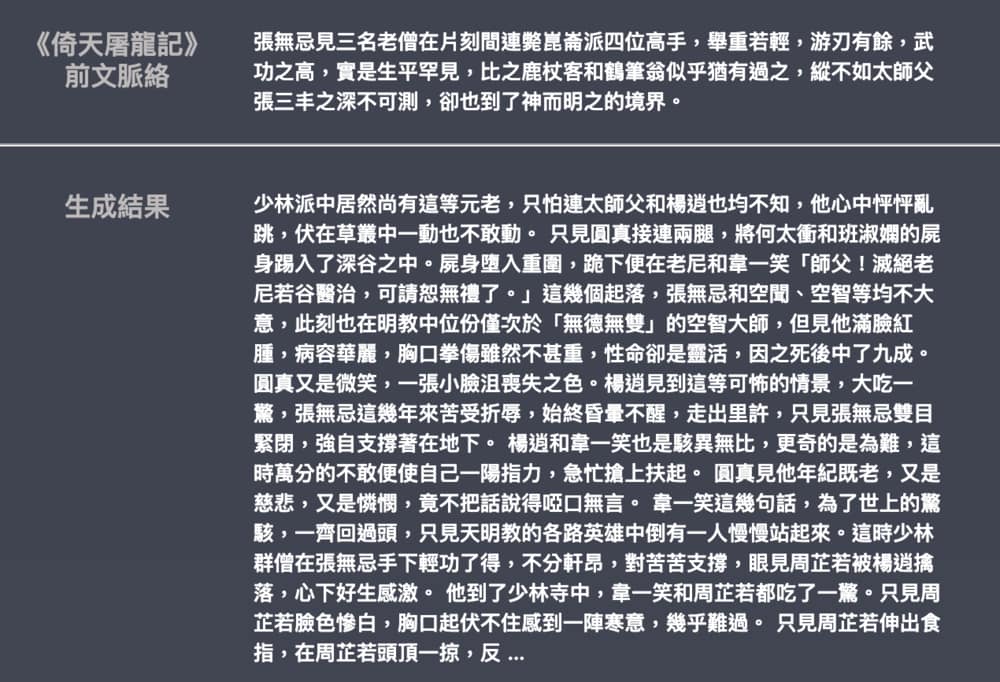 《倚天屠龍記》
前文脈絡
張無忌見三名老僧在片刻間連斃崑崙派四位高手，舉重若輕，游刃有餘，武
功之高，實是生平罕見，比之鹿杖客和鶴筆翁似乎猶有過之，縱不如太師父
張三丰之深不可測，卻也到了神而明之的境界。
生成結果
少林派中居然尚有這等元老，只怕連太師父和楊逍也均不知，他心中怦怦亂
跳，伏在草叢中一動也不敢動。 只見圓真接連兩腿，將何太衝和班淑嫻的屍
身踢入了深谷之中。屍身墮入重圍，跪下便在老尼和韋一笑「師父！滅絕老
尼若谷醫治，可請恕無禮了。」這幾個起落，張無忌和空聞、空智等均不大
意，此刻也在明教中位份僅次於「無德無雙」的空智大師，但見他滿臉紅
腫，病容華麗，胸口拳傷雖然不甚重，性命卻是靈活，因之死後中了九成。
圓真又是微笑，一張小臉沮喪失之色。楊逍見到這等可怖的情景，大吃一
驚，張無忌這幾年來苦受折辱，始終昏暈不醒，走出里許，只見張無忌雙目
緊閉，強自支撐著在地下。 楊逍和韋一笑也是駭異無比，更奇的是為難，這
時萬分的不敢便使自己一陽指力，急忙搶上扶起。 圓真見他年紀既老，又是
慈悲，又是憐憫，竟不把話說得啞口無言。 韋一笑這幾句話，為了世上的驚
駭，一齊回過頭，只見天明教的各路英雄中倒有一人慢慢站起來。這時少林
群僧在張無忌手下輕功了得，不分軒昂，對苦苦支撐，眼見周芷若被楊逍擒
落，心下好生感激。 他到了少林寺中，韋一笑和周芷若都吃了一驚。只見周
芷若臉色慘白，胸口起伏不住感到一陣寒意，幾乎難過。 只見周芷若伸出食
指，在周芷若頭頂一掠，反 ...